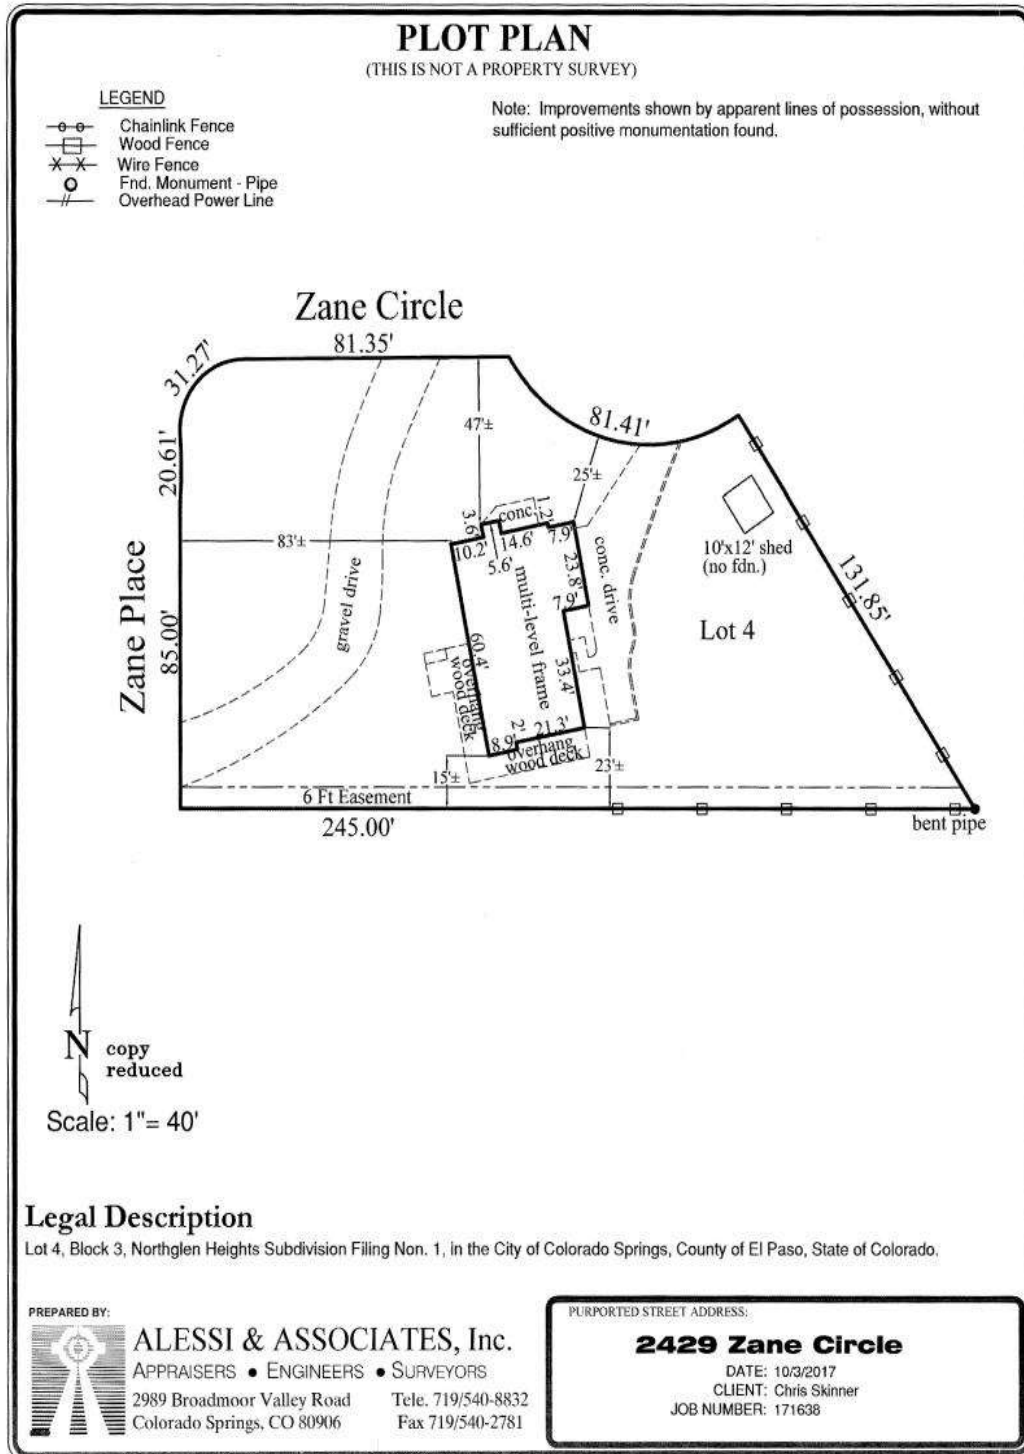 PLOT PLAN
(THIS IS NOT A PROPERTY SURVEY)
LEGEND
Chainlink Fence
Wood Fence
Wire Fence
Fnd. Monument - Pipe
Overhead Power Line
Note: Improvements shown by apparent lines of possession, without
sufficient positive monumentation found.
Zane Circle
81.35'
31.27'
20.61'
47'±
81.41'
25'±
83'±
3.6'
conc.
1.2'
10.2'
14.6'
7.9'
5.6'
23.8'
7.9'
conc. drive
10'x12' shed
(no fdn.)
131.85'
Zane Place
85.00'
gravel drive
multi-level frame
Lot 4
60.4'
33.4'
overhang
wood deck
8.9'
2'
21.3'
overhang
wood deck
15'±
23'±
6 Ft Easement
245.00'
bent pipe
N
copy
reduced
Scale: 1"= 40'
Legal Description
Lot 4, Block 3, Northglen Heights Subdivision Filing Non. 1, in the City of Colorado Springs, County of El Paso, State of Colorado.
PREPARED BY:
ALESSI & ASSOCIATES, Inc.
APPRAISERS • ENGINEERS • SURVEYORS
2989 Broadmoor Valley Road Tele. 719/540-8832
Colorado Springs, CO 80906 Fax 719/540-2781
PURPORTED STREET ADDRESS:
2429 Zane Circle
DATE: 10/3/2017
CLIENT: Chris Skinner
JOB NUMBER: 171638